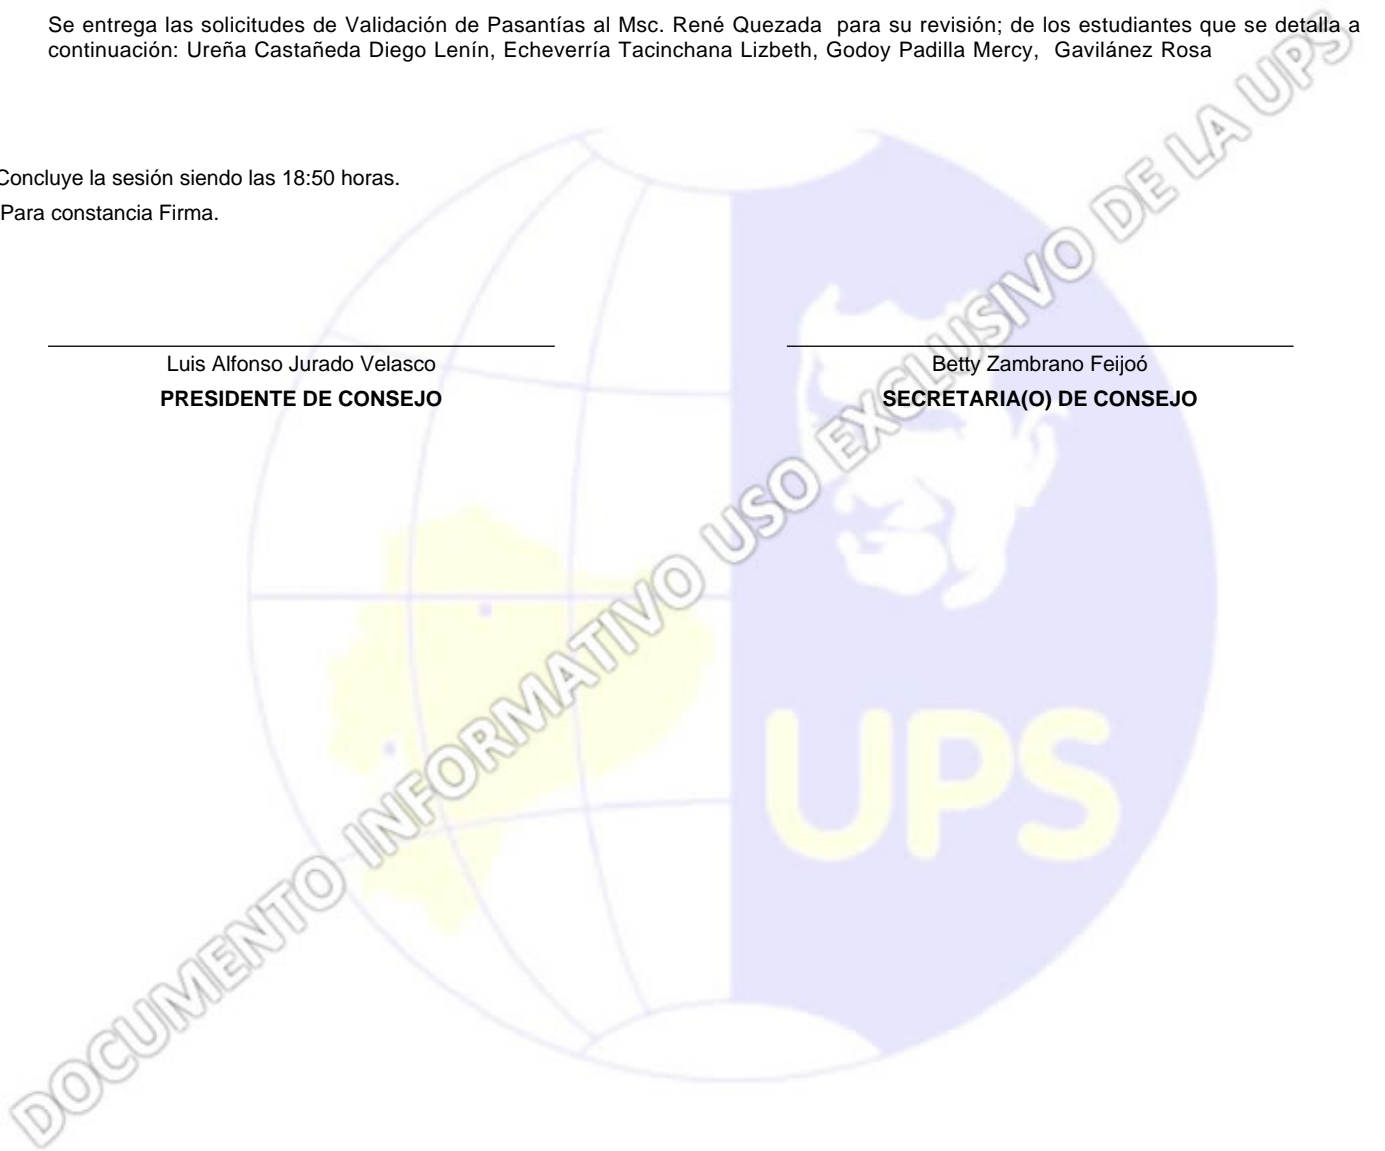 Se entrega las solicitudes de Validación de Pasantías al Msc. René Quezada para su revisión; de los estudiantes que se detalla a
continuación: Ureña Castañeda Diego Lenín, Echeverría Tacinchana Lizbeth, Godoy Padilla Mercy, Gavilánez Rosa
Concluye la sesión siendo las 18:50 horas.
Para constancia Firma.
Luis Alfonso Jurado Velasco
PRESIDENTE DE CONSEJO
Betty Zambrano Feijoó
SECRETARIA(O) DE CONSEJO
DOCUMENTO INFORMATIVO USO EXCLUSIVO DE LA UPS
UPS